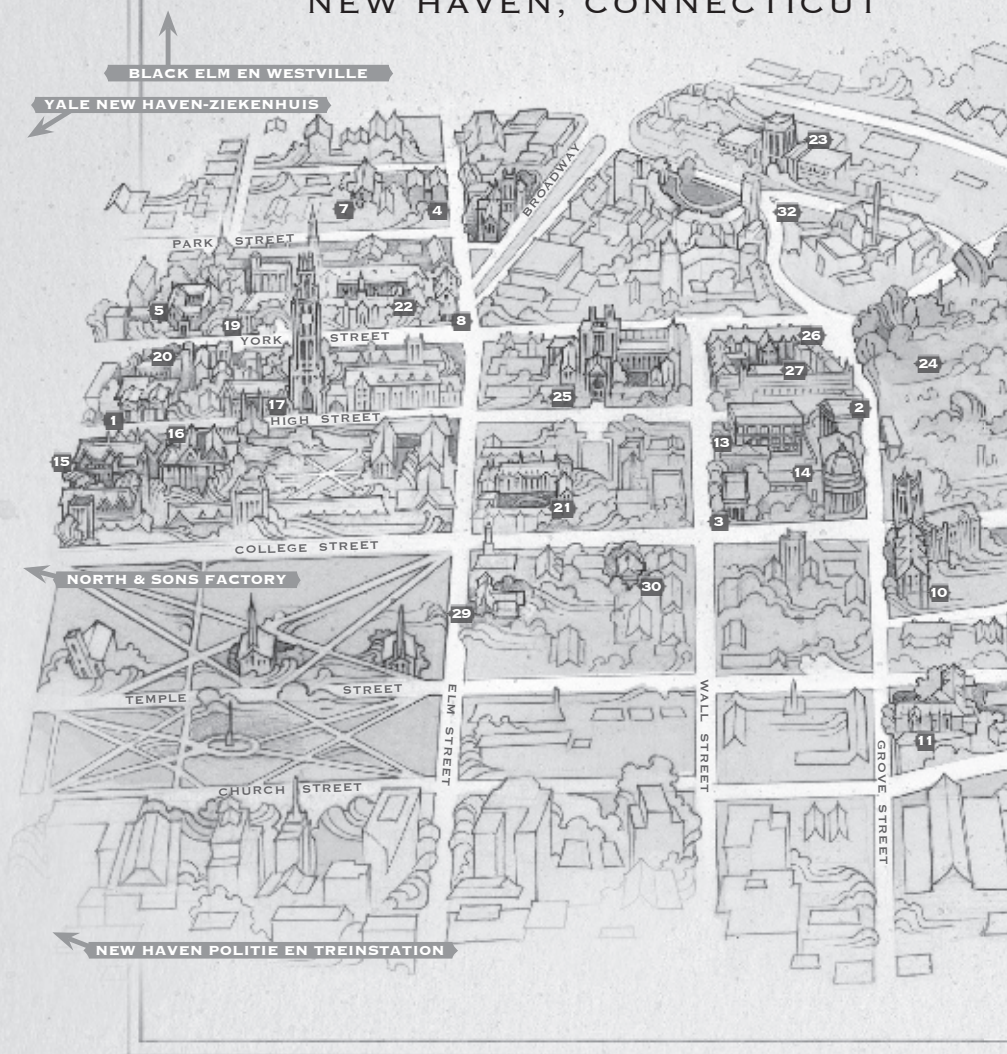 NEW HAVEN, CONNECTICUT
BLACK ELM EN WESTVILLE
YALE NEW HAVEN-ZIEKENHUIS
23
BROADWAY
7
4
32
PARK STREET
5
22
19
8
YORK STREET
26
20
24
27
25
17
2
1
HIGH STREET
16
13
15
14
21
3
COLLEGE STREET
NORTH & SONS FACTORY
30
10
29
TEMPLE STREET
ELM STREET
WALL STREET
11
GROVE STREET
CHURCH STREET
NEW HAVEN POLITIE EN TREINSTATION